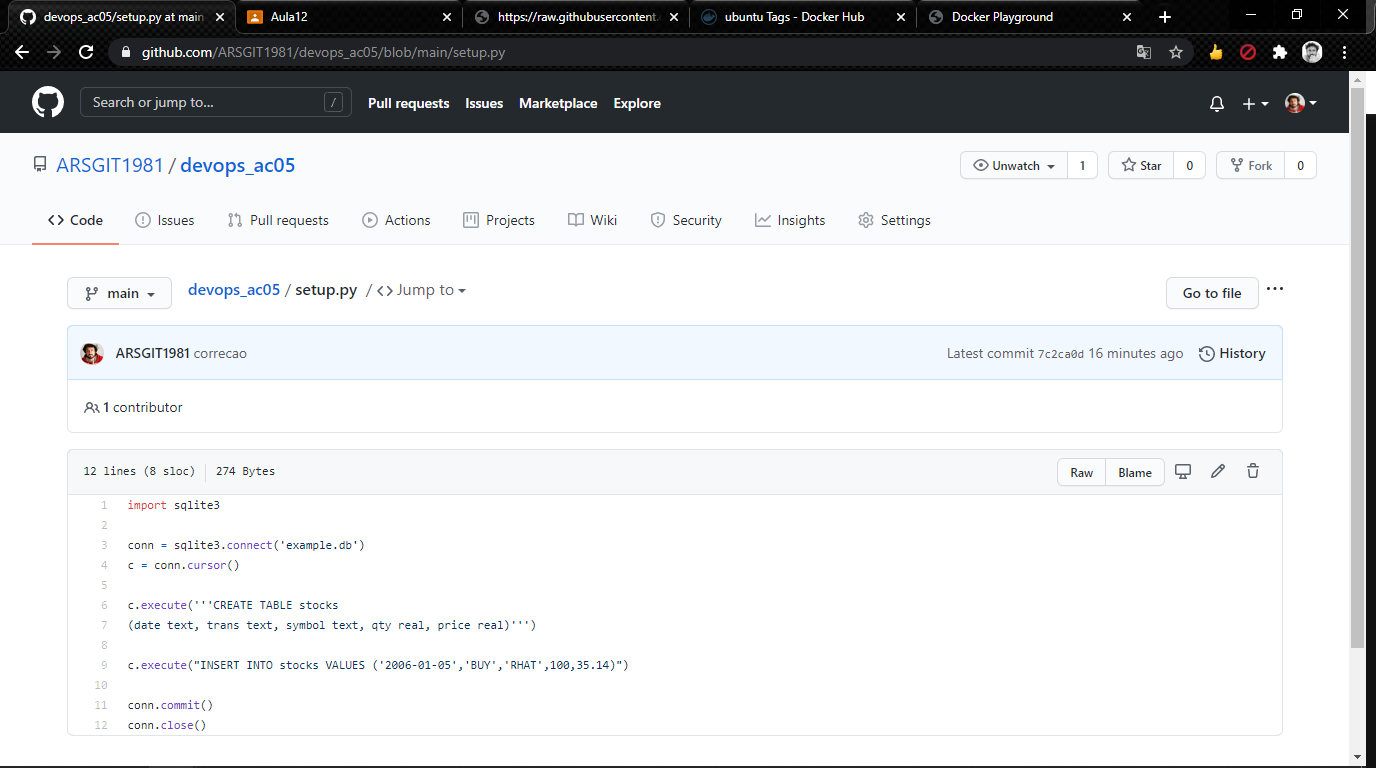 devops_ac05/setup.py at main
Aula12
https://raw.githubusercontent.
ubuntu Tags - Docker Hub
Docker Playground
github.com/ARSGIT1981/devops_ac05/blob/main/setup.py
Search or jump to...
/
Pull requests
Issues
Marketplace
Explore
ARSGIT1981 / devops_ac05
Unwatch
1
Star
0
Fork
0
Code
Issues
Pull requests
Actions
Projects
Wiki
Security
Insights
Settings
main
devops_ac05 / setup.py / <> Jump to
Go to file
ARSGIT1981 correcao
Latest commit 7c2ca0d 16 minutes ago
History
1 contributor
12 lines (8 sloc)
274 Bytes
Raw
Blame
1 import sqlite3
2
3 conn = sqlite3.connect('example.db')
4 c = conn.cursor()
5
6 c.execute('''CREATE TABLE stocks
7 (date text, trans text, symbol text, qty real, price real)''')
8
9 c.execute("INSERT INTO stocks VALUES ('2006-01-05','BUY','RHAT',100,35.14)")
10
11 conn.commit()
12 conn.close()